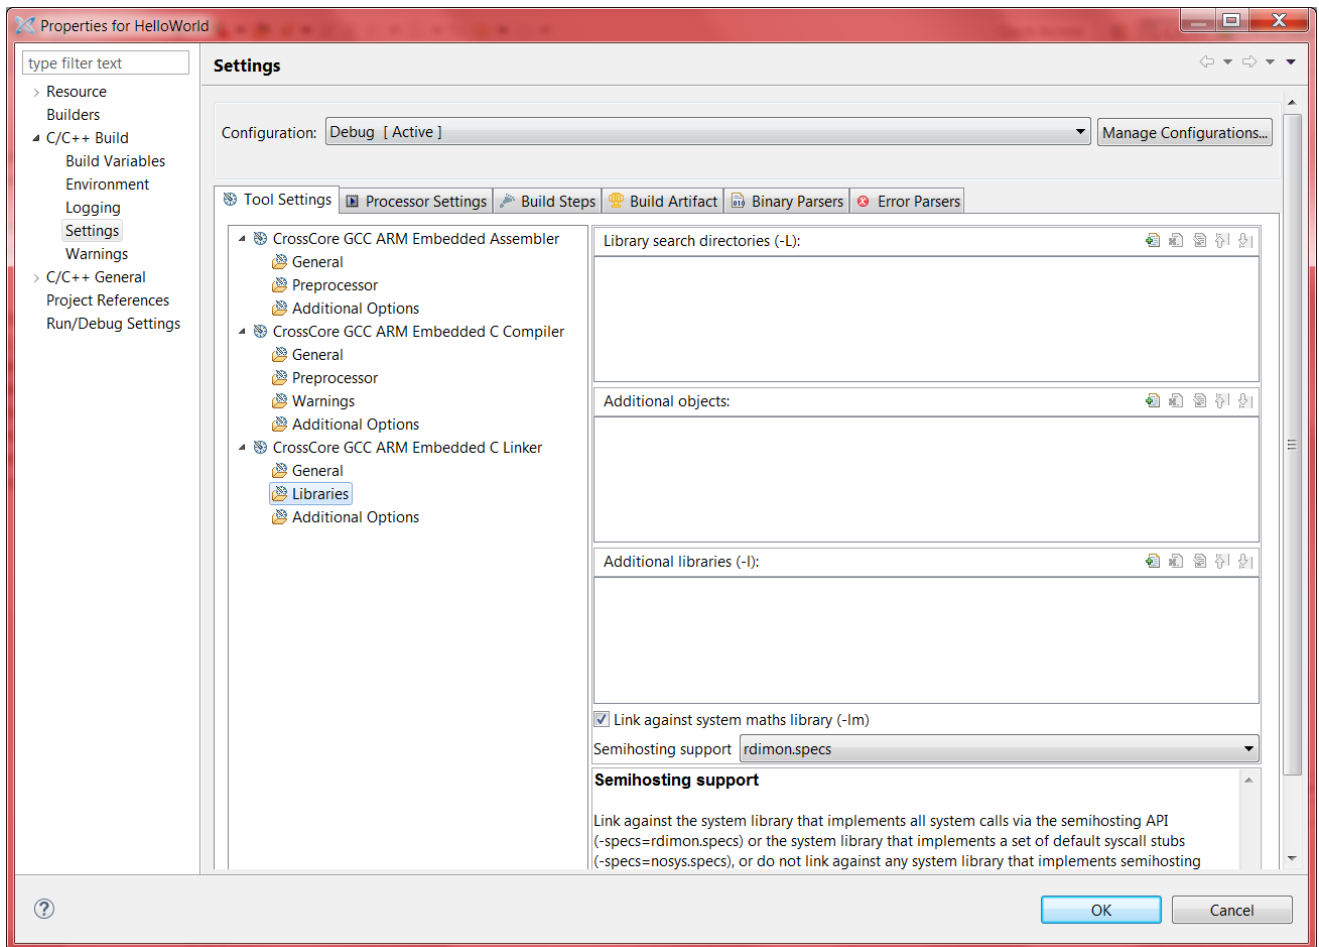 Properties for HelloWorld
type filter text
Resource
Builders
C/C++ Build
Build Variables
Environment
Logging
Settings
Warnings
C/C++ General
Project References
Run/Debug Settings
Settings
Configuration: Debug [ Active ] Manage Configurations...
Tool Settings Processor Settings Build Steps Build Artifact Binary Parsers Error Parsers
CrossCore GCC ARM Embedded Assembler
General
Preprocessor
Additional Options
CrossCore GCC ARM Embedded C Compiler
General
Preprocessor
Warnings
Additional Options
CrossCore GCC ARM Embedded C Linker
General
Libraries
Additional Options
Library search directories (-L):
Additional objects:
Additional libraries (-l):
Link against system maths library (-lm)
Semihosting support rdimon.specs
Semihosting support
Link against the system library that implements all system calls via the semihosting API
(-specs=rdimon.specs) or the system library that implements a set of default syscall stubs
(-specs=nosys.specs), or do not link against any system library that implements semihosting
OK Cancel